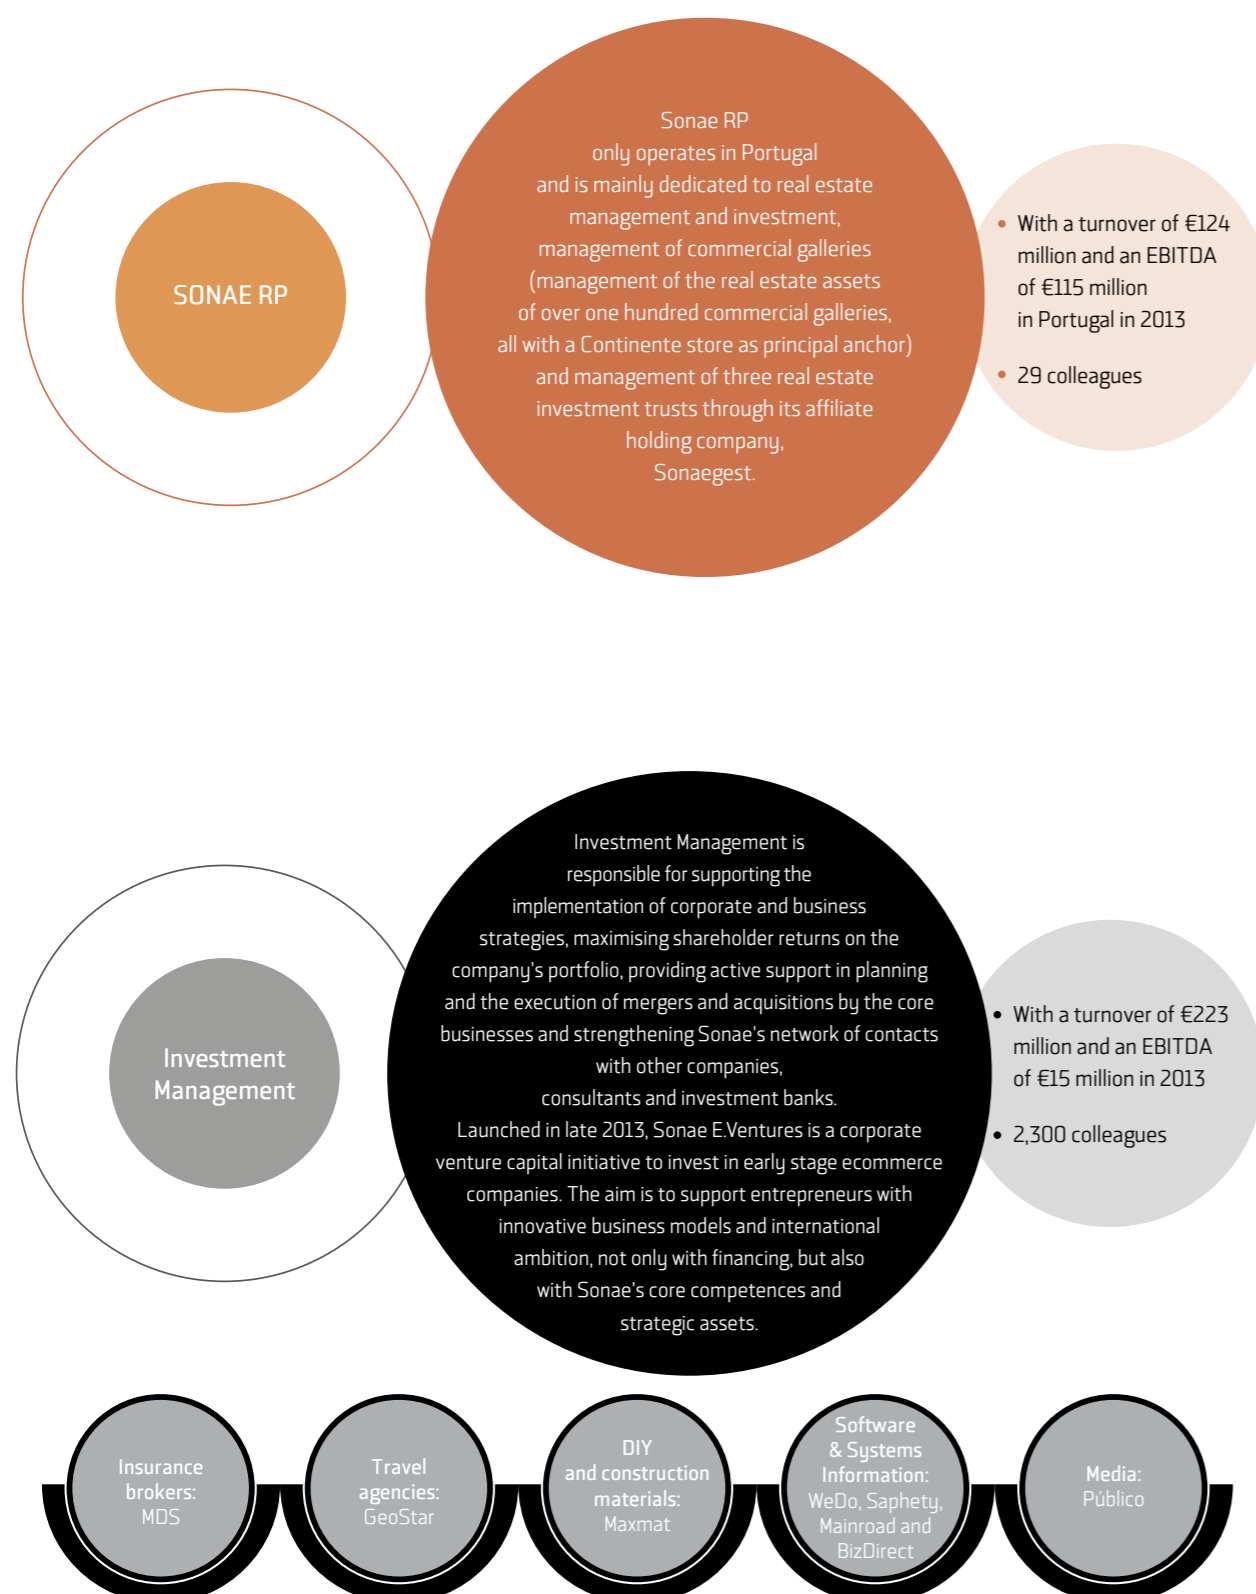 SONAE RP
Sonae RP
only operates in Portugal
and is mainly dedicated to real estate
management and investment,
management of commercial galleries
(management of the real estate assets
of over one hundred commercial galleries,
all with a Continente store as principal anchor)
and management of three real estate
investment trusts through its affiliate
holding company,
Sonaegest.
• With a turnover of €124
million and an EBITDA
of €115 million
in Portugal in 2013
• 29 colleagues
Investment
Management
Investment Management is
responsible for supporting the
implementation of corporate and business
strategies, maximising shareholder returns on the
company's portfolio, providing active support in planning
and the execution of mergers and acquisitions by the core
businesses and strengthening Sonae's network of contacts
with other companies,
consultants and investment banks.
Launched in late 2013, Sonae E.Ventures is a corporate
venture capital initiative to invest in early stage ecommerce
companies. The aim is to support entrepreneurs with
innovative business models and international
ambition, not only with financing, but also
with Sonae's core competences and
strategic assets.
• With a turnover of €223
million and an EBITDA
of €15 million in 2013
• 2,300 colleagues
Insurance
brokers:
MDS
Travel
agencies:
GeoStar
DIY
and construction
materials:
Maxmat
Software
& Systems
Information:
WeDo, Saphety,
Mainroad and
BizDirect
Media:
Público